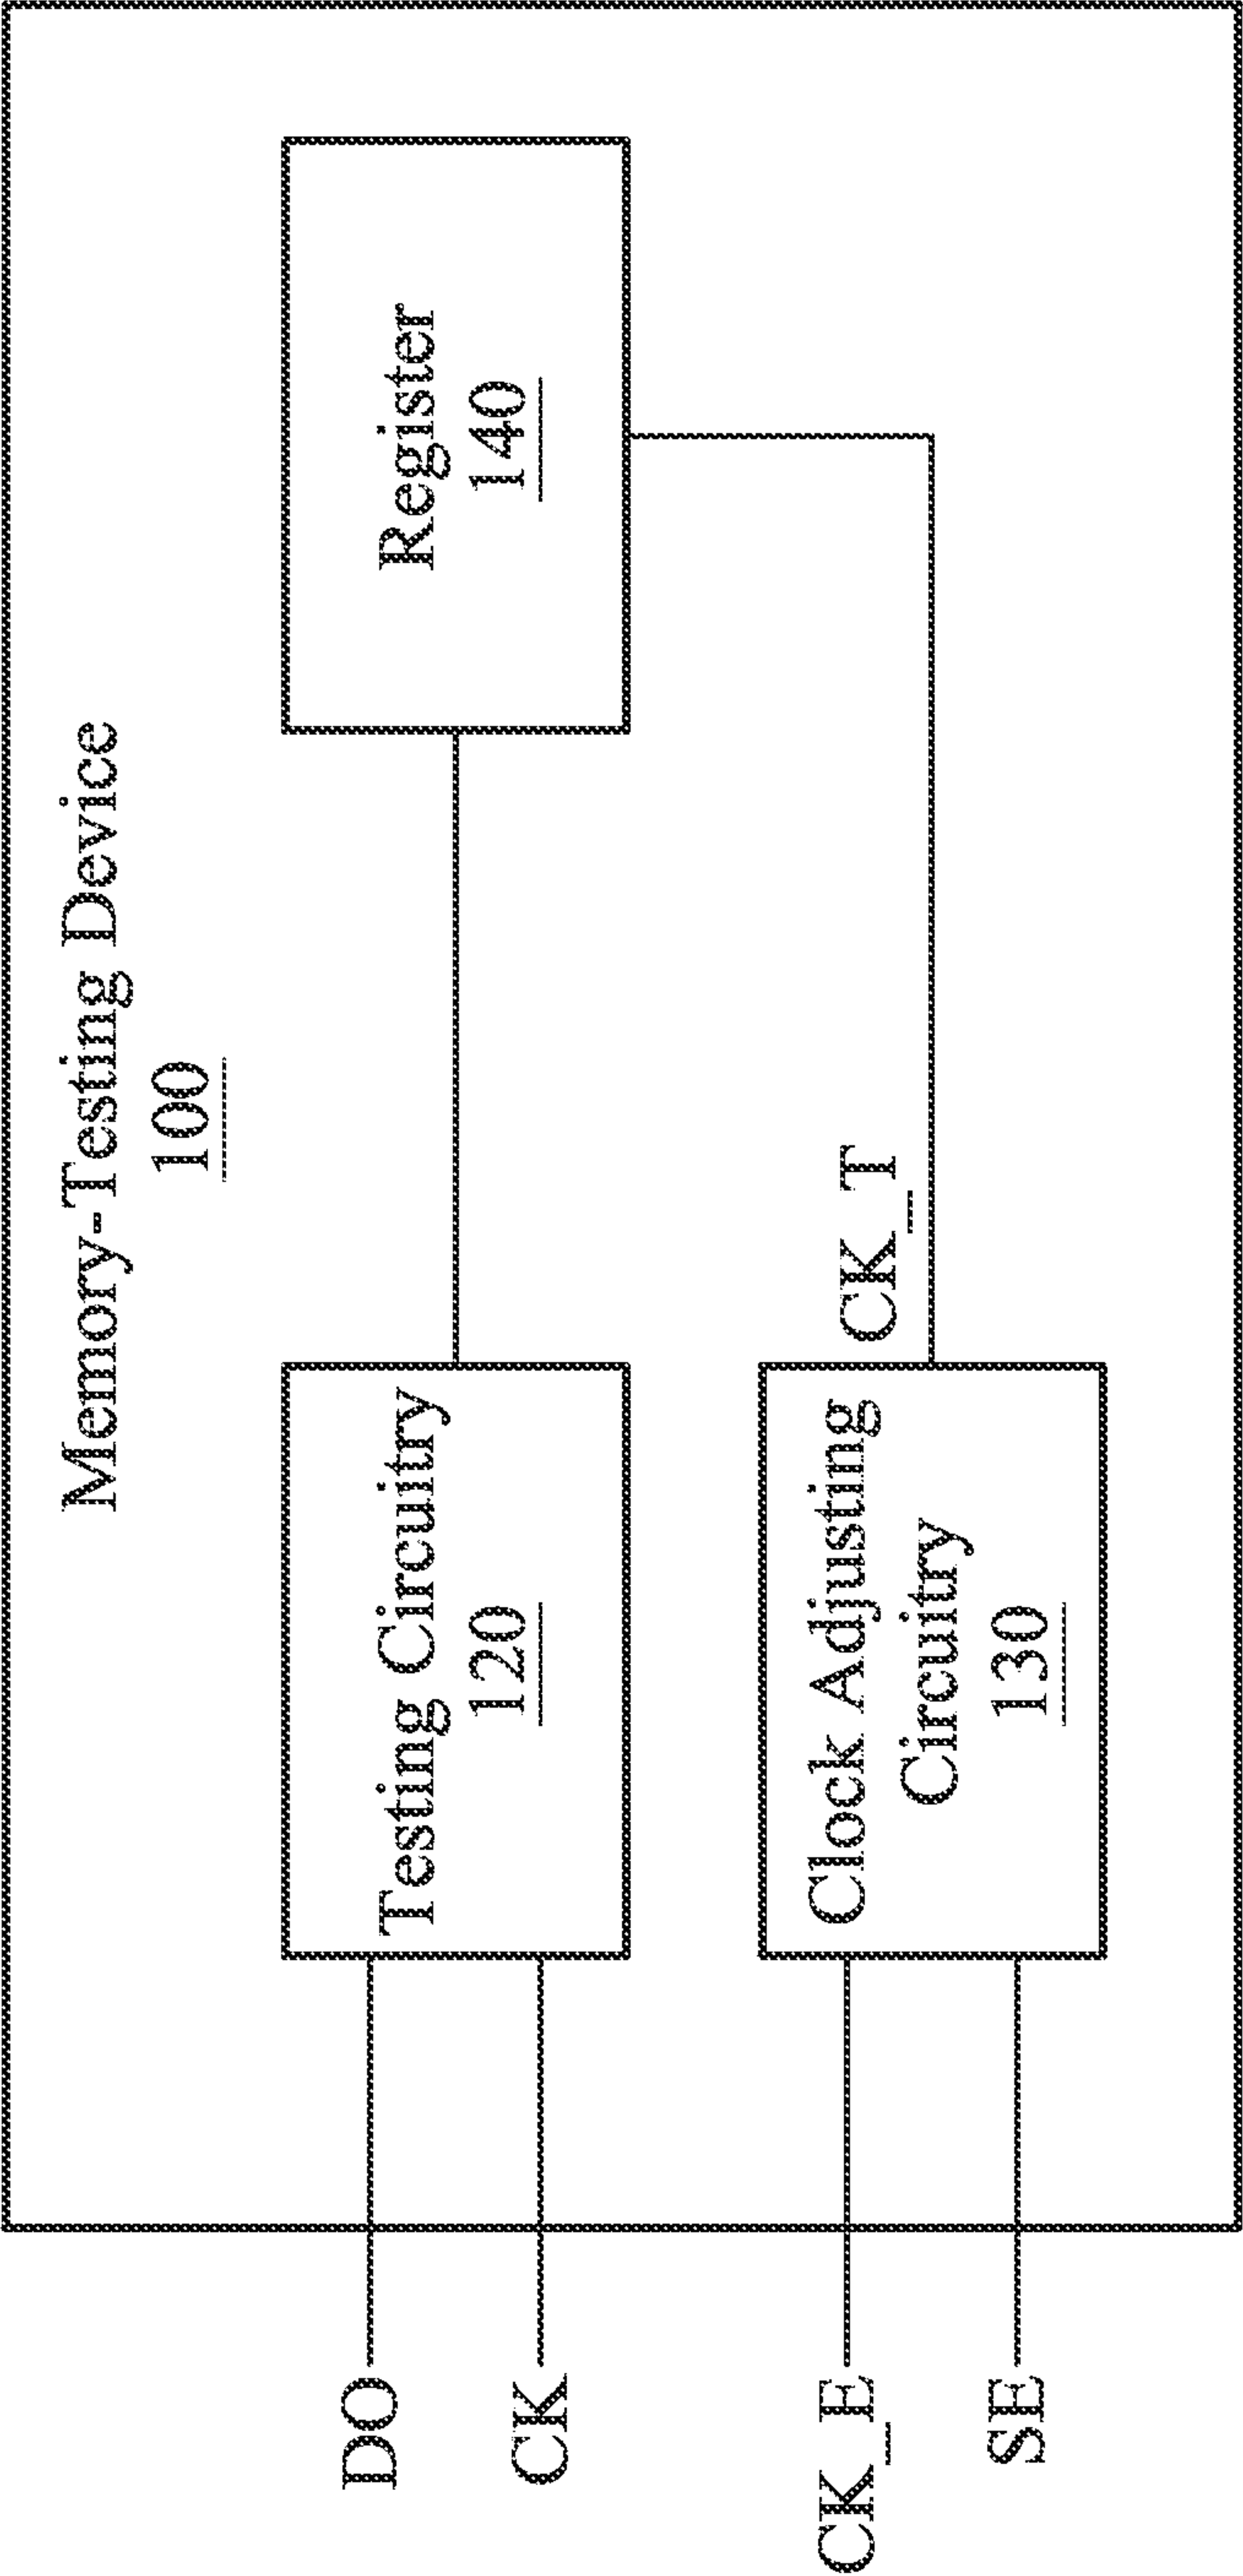 Memory-Testing Device
100
DO
CK
Testing Circuitry
120
Register
140
CK_E
SE
Clock Adjusting
Circuitry
130
CK_T